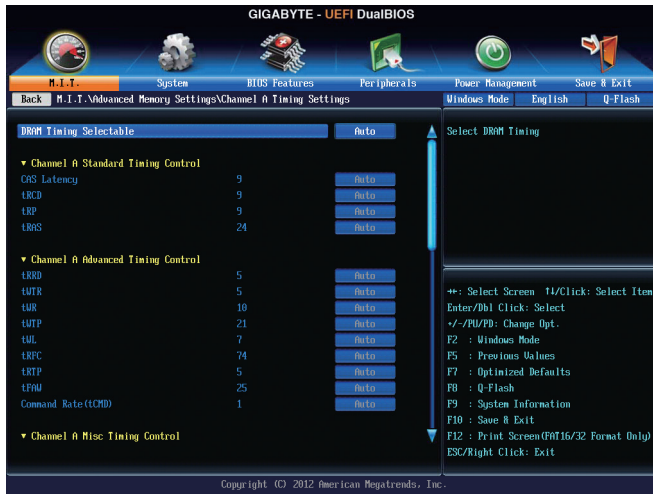 GIGABYTE - UEFI DualBIOS
M.I.T. System BIOS Features Peripherals Power Management Save & Exit
Back M.I.T.\Advanced Memory Settings\Channel A Timing Settings Windows Mode English Q-Flash
DRAM Timing Selectable Auto
▼ Channel A Standard Timing Control
CAS Latency 9 Auto
tRCD 9 Auto
tRP 9 Auto
tRAS 24 Auto
▼ Channel A Advanced Timing Control
tRRD 5 Auto
tWTR 5 Auto
tWR 10 Auto
tWTP 21 Auto
tWL 7 Auto
tRFC 74 Auto
tRTP 5 Auto
tFAW 25 Auto
Command Rate(tCMD) 1 Auto
▼ Channel A Misc Timing Control
Select DRAM Timing
→←: Select Screen ↑↓/Click: Select Item
Enter/Dbl Click: Select
+/-/PU/PD: Change Opt.
F2 : Windows Mode
F5 : Previous Values
F7 : Optimized Defaults
F8 : Q-Flash
F9 : System Information
F10 : Save & Exit
F12 : Print Screen(FAT16/32 Format Only)
ESC/Right Click: Exit
Copyright (C) 2012 American Megatrends, Inc.